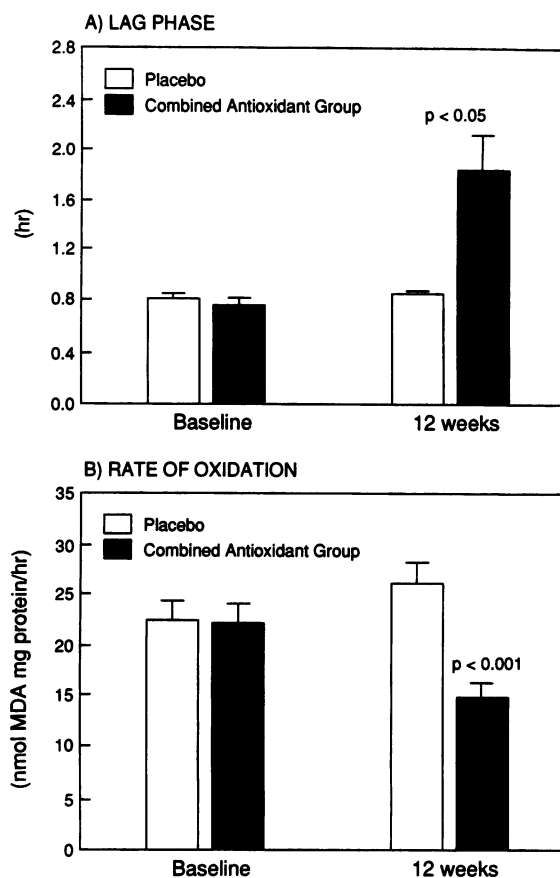 A) LAG PHASE
2.8
2.4
2.0
1.6
1.2
0.8
0.4
0.0
(hr)
Placebo
Combined Antioxidant Group
p < 0.05
Baseline
12 weeks
B) RATE OF OXIDATION
35
30
25
20
15
10
5
0
(nmol MDA mg protein/hr)
Placebo
Combined Antioxidant Group
p < 0.001
Baseline
12 weeks